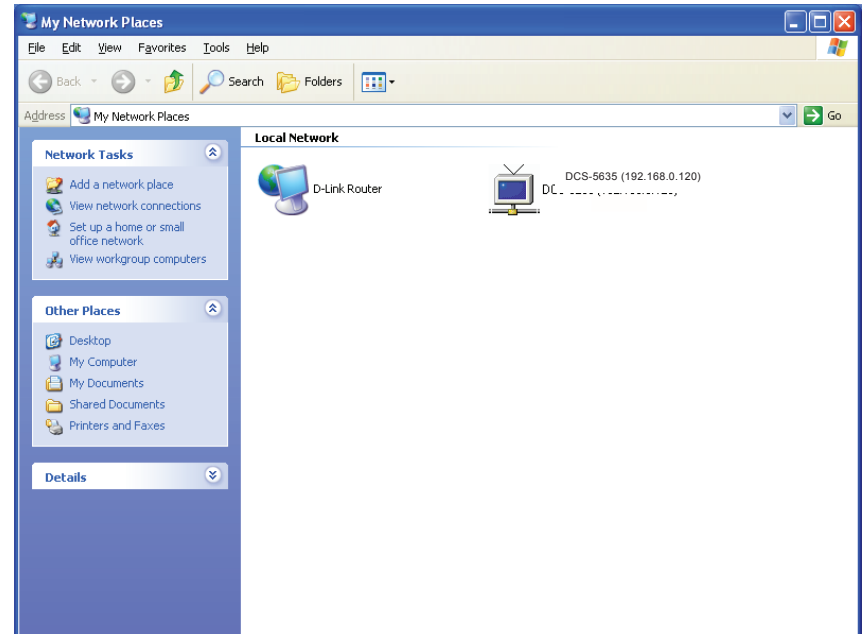 My Network Places
File Edit View Favorites Tools Help
Back Search Folders
Address My Network Places Go
Local Network
Network Tasks
Add a network place
View network connections
Set up a home or small
office network
View workgroup computers
D-Link Router
DCS-5635 (192.168.0.120)
Other Places
Desktop
My Computer
My Documents
Shared Documents
Printers and Faxes
Details